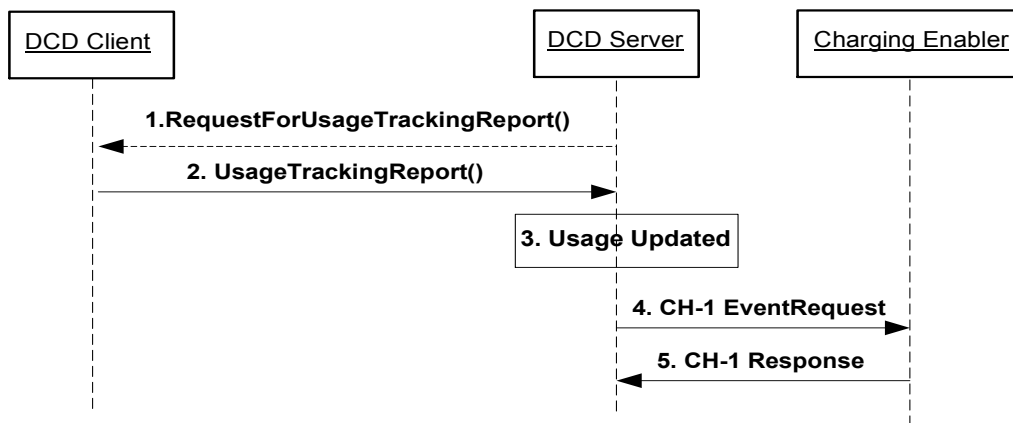 DCD Client
DCD Server
Charging Enabler
1.RequestForUsageTrackingReport()
2. UsageTrackingReport()
3. Usage Updated
4. CH-1 EventRequest
5. CH-1 Response